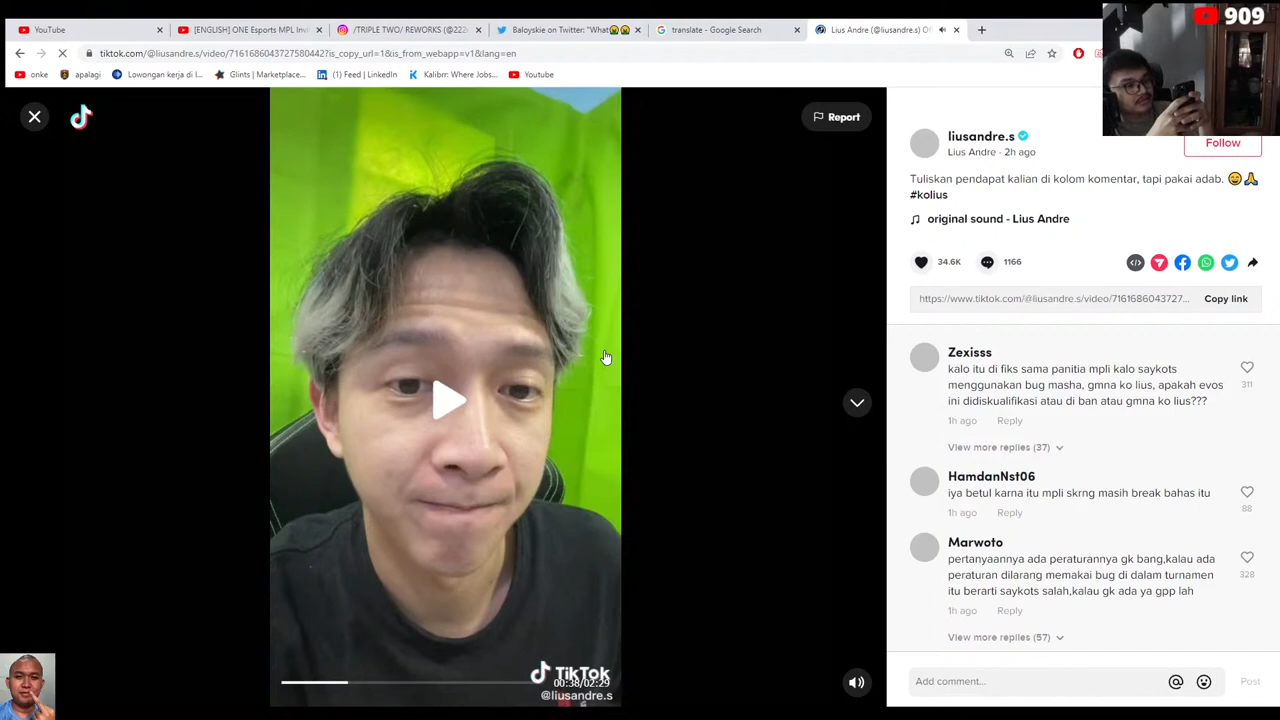 YouTube
[ENGLISH] ONE Esports MPL Invi
/TRIPLE TWO/ REWORKS (@222
Baloyskie on Twitter: "What
translate - Google Search
Lius Andre (@liusandre.s) O
909
tiktok.com/@liusandre.s/video/7161686043727580442?is_copy_url=1&is_from_webapp=v1&lang=en
onke
apalagi
Lowongan kerja di I...
Glints | Marketplace...
(1) Feed | LinkedIn
Kalibrr: Where Jobs...
Youtube
Report
liusandre.s
Lius Andre · 2h ago
Follow
Tuliskan pendapat kalian di kolom komentar, tapi pakai adab. 😄🙏
#kolius
original sound - Lius Andre
34.6K
1166
https://www.tiktok.com/@liusandre.s/video/7161686043727...
Copy link
Zexisss
kalo itu di fiks sama panitia mpli kalo saykots
menggunakan bug masha, gmna ko lius, apakah evos
ini didiskualifikasi atau di ban atau gmna ko lius???
311
1h ago
Reply
View more replies (37)
HamdanNst06
iya betul karna itu mpli skrng masih break bahas itu
88
1h ago
Reply
Marwoto
pertanyaannya ada peraturannya gk bang,kalau ada
peraturan dilarang memakai bug di dalam turnamen
itu berarti saykots salah,kalau gk ada ya gpp lah
328
1h ago
Reply
View more replies (57)
TikTok
00:38/02:29
@liusandre.s
Add comment...
Post